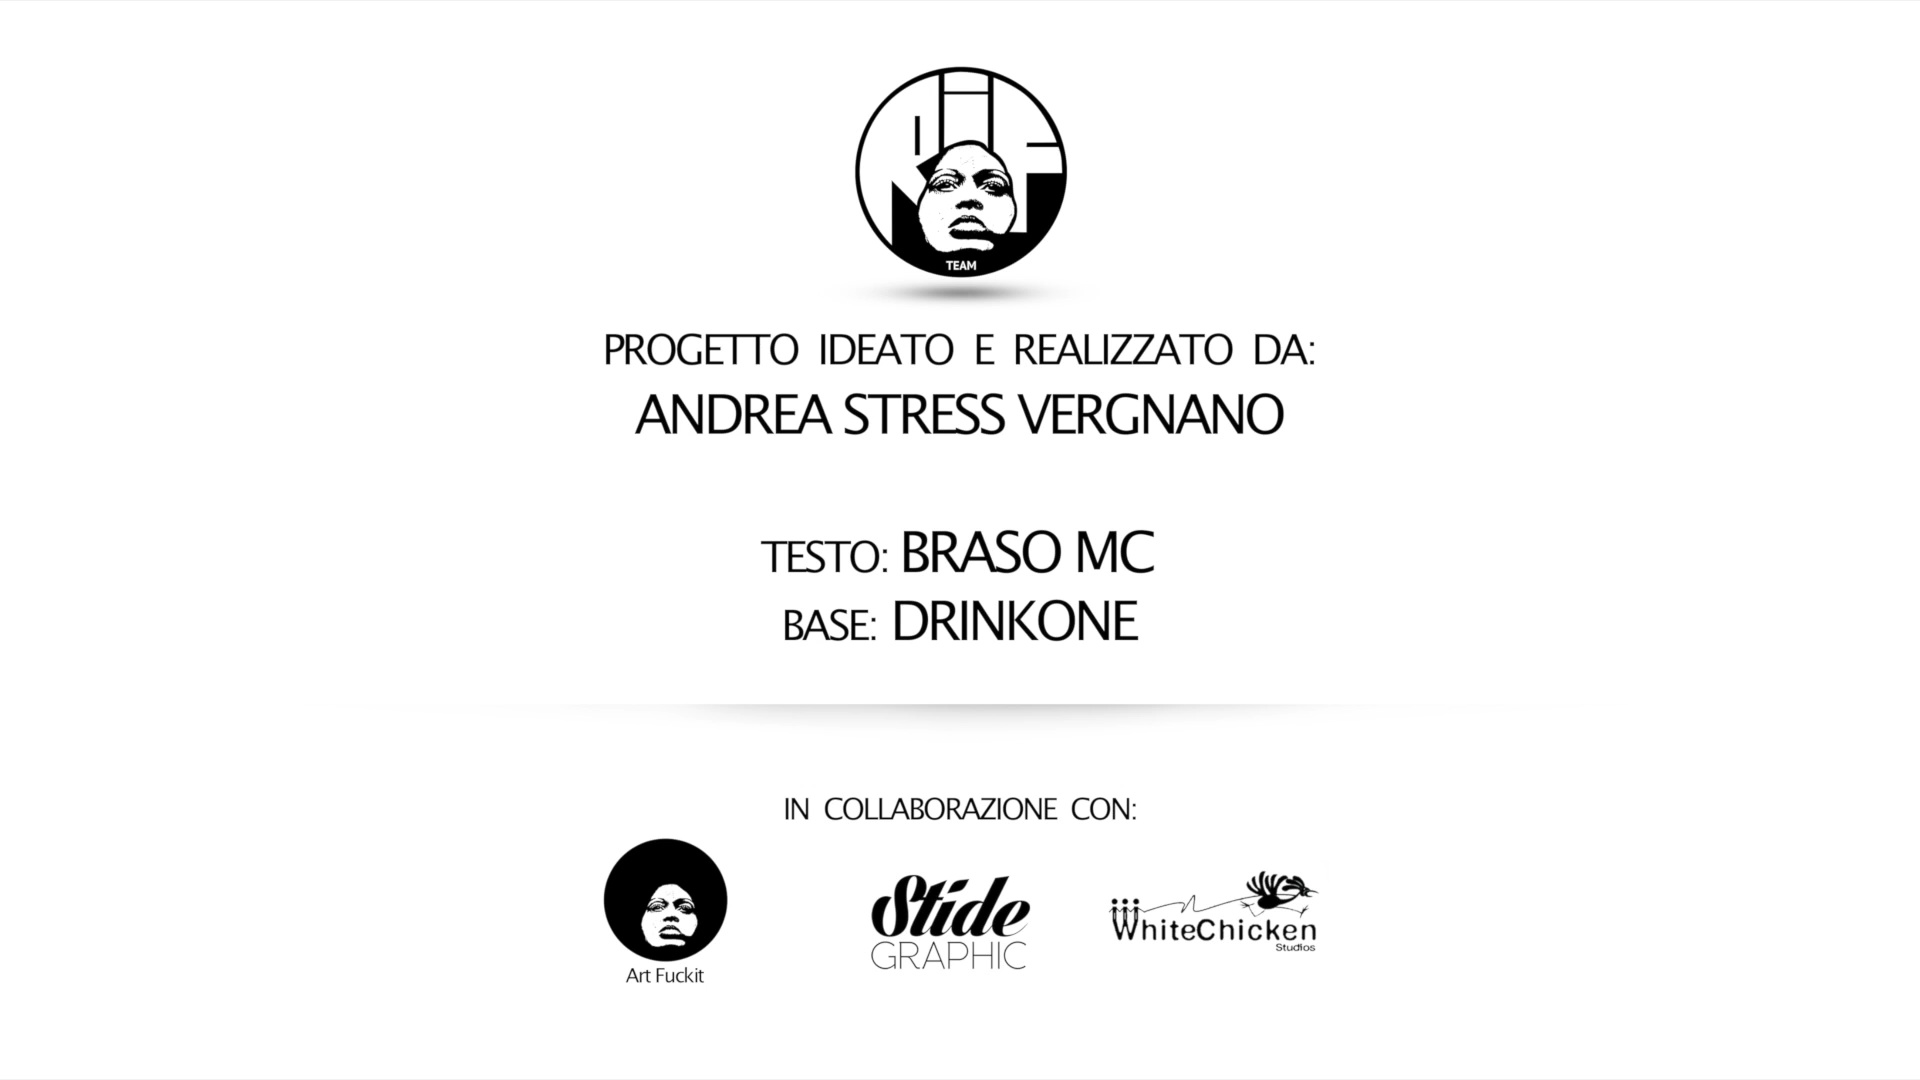 TEAM
PROGETTO IDEATO E REALIZZATO DA:
ANDREA STRESS VERGNANO
TESTO: BRASO MC
BASE: DRINKONE
IN COLLABORAZIONE CON:
Art Fuckit
Stide
GRAPHIC
WhiteChicken
Studios